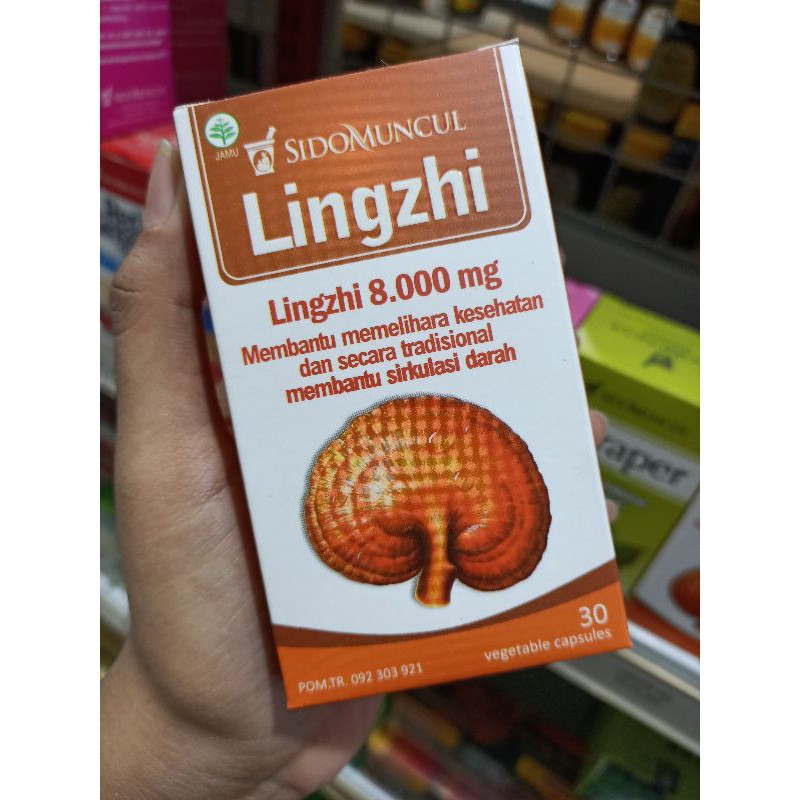 JAMU
SIDOMUNCUL
Lingzhi
Lingzhi 8.000 mg
Membantu memelihara kesehatan
dan secara tradisional
membantu sirkulasi darah
30
vegetable capsules
POM.TR. 092 303 921
aper